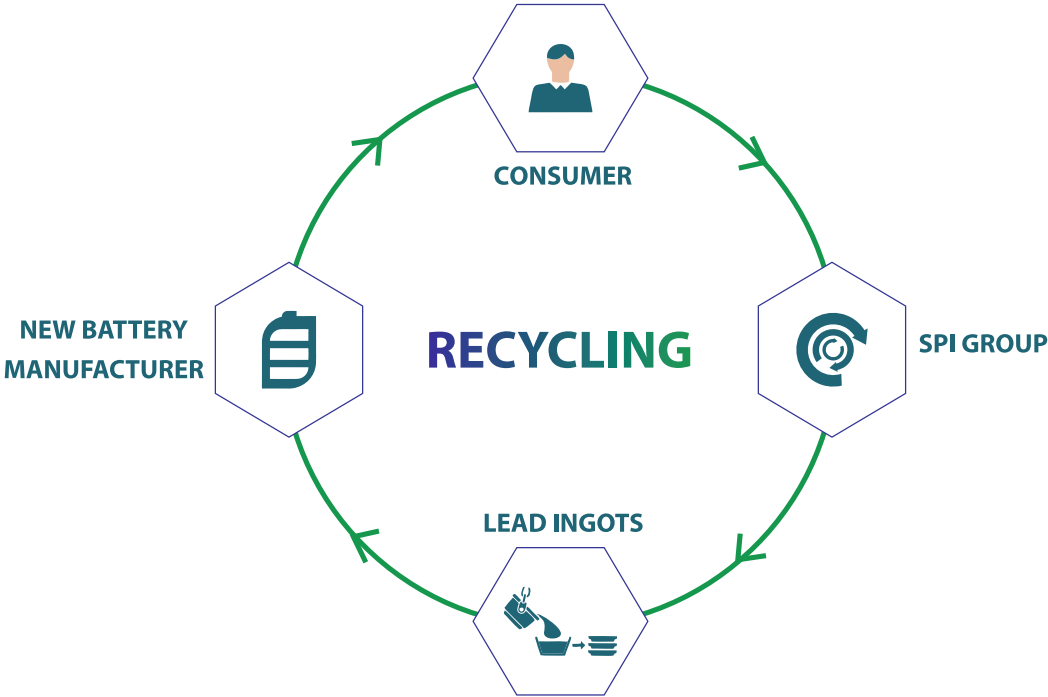 CONSUMER
NEW BATTERY
MANUFACTURER
RECYCLING
SPI GROUP
LEAD INGOTS